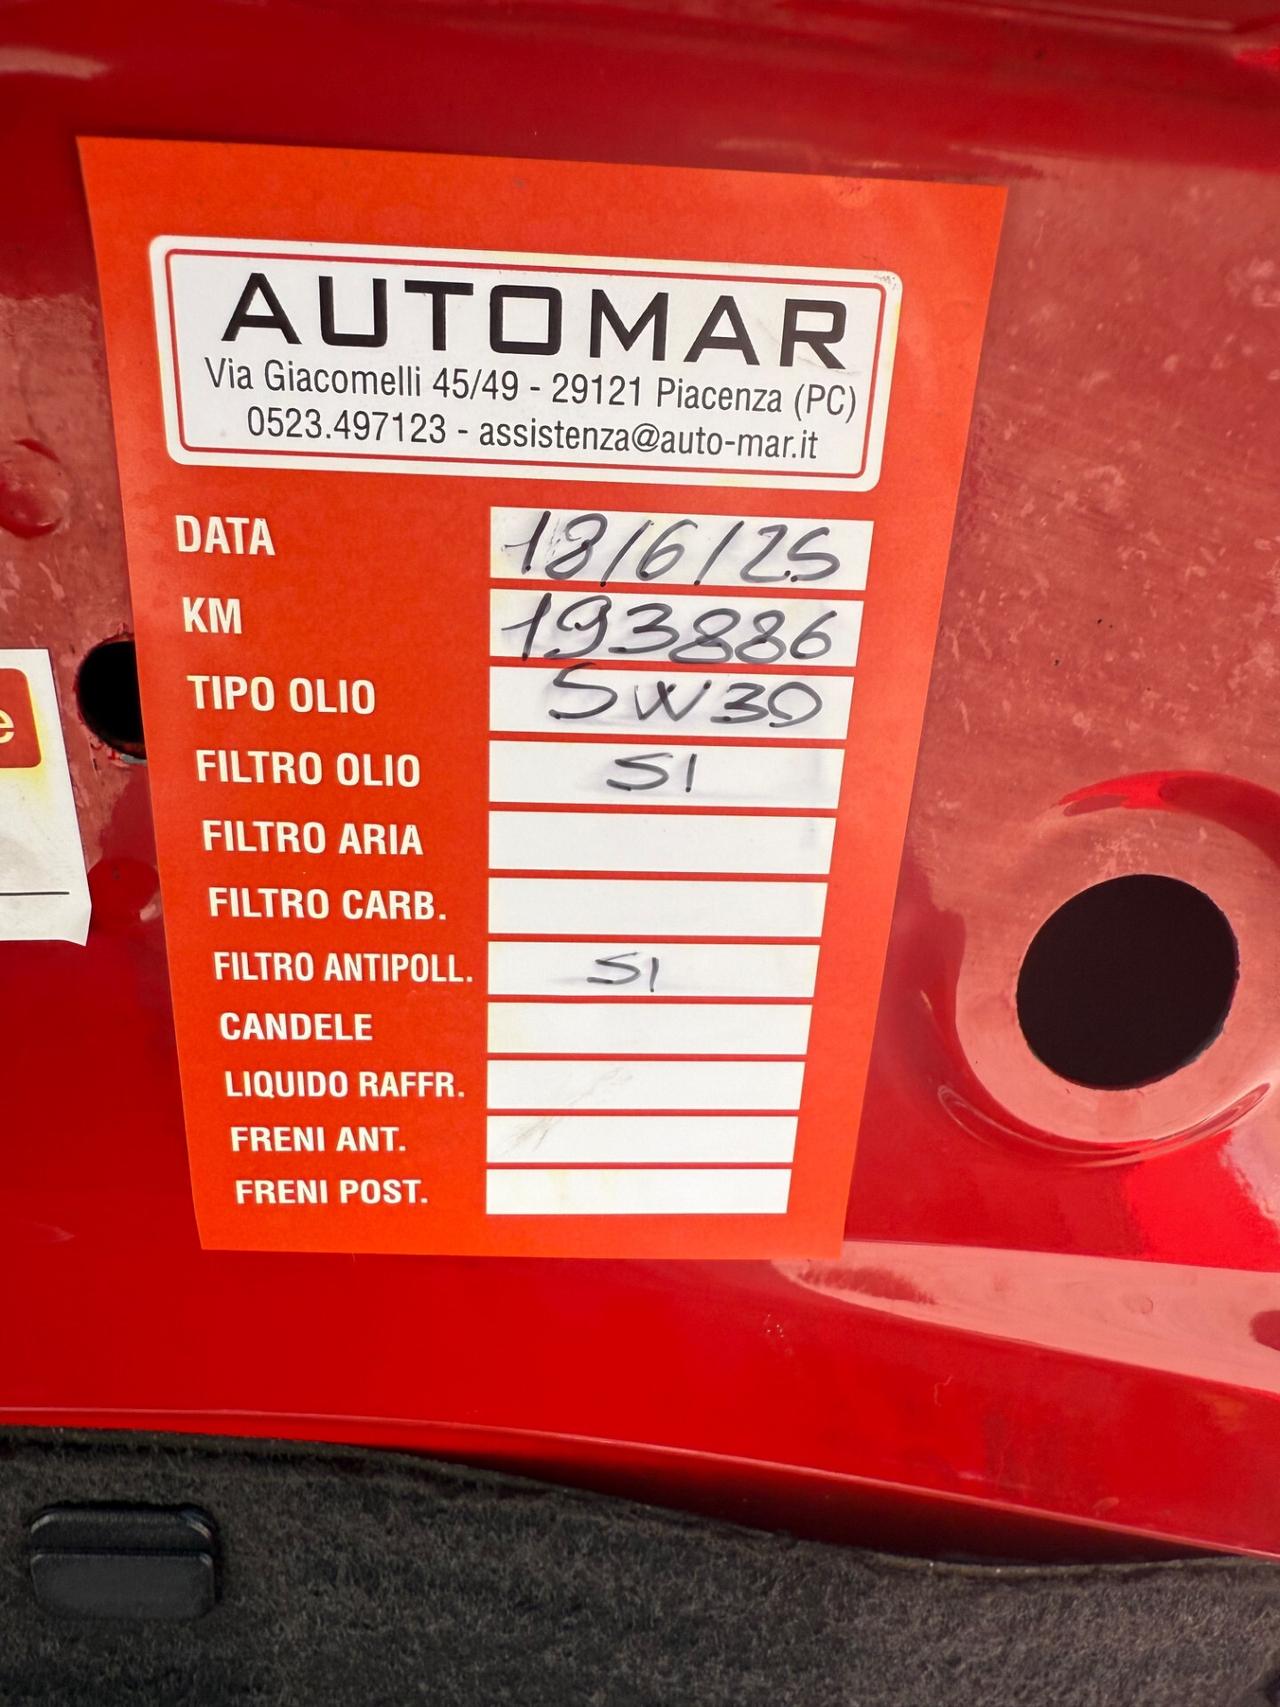 AUTOMAR
Via Giacomelli 45/49 - 29121 Piacenza (PC)
0523.497123 - assistenza@auto-mar.it
DATA 18/6/25
KM 193886
TIPO OLIO 5W30
FILTRO OLIO SI
FILTRO ARIA
FILTRO CARB.
FILTRO ANTIPOLL. SI
CANDELE
LIQUIDO RAFFR.
FRENI ANT.
FRENI POST.
e